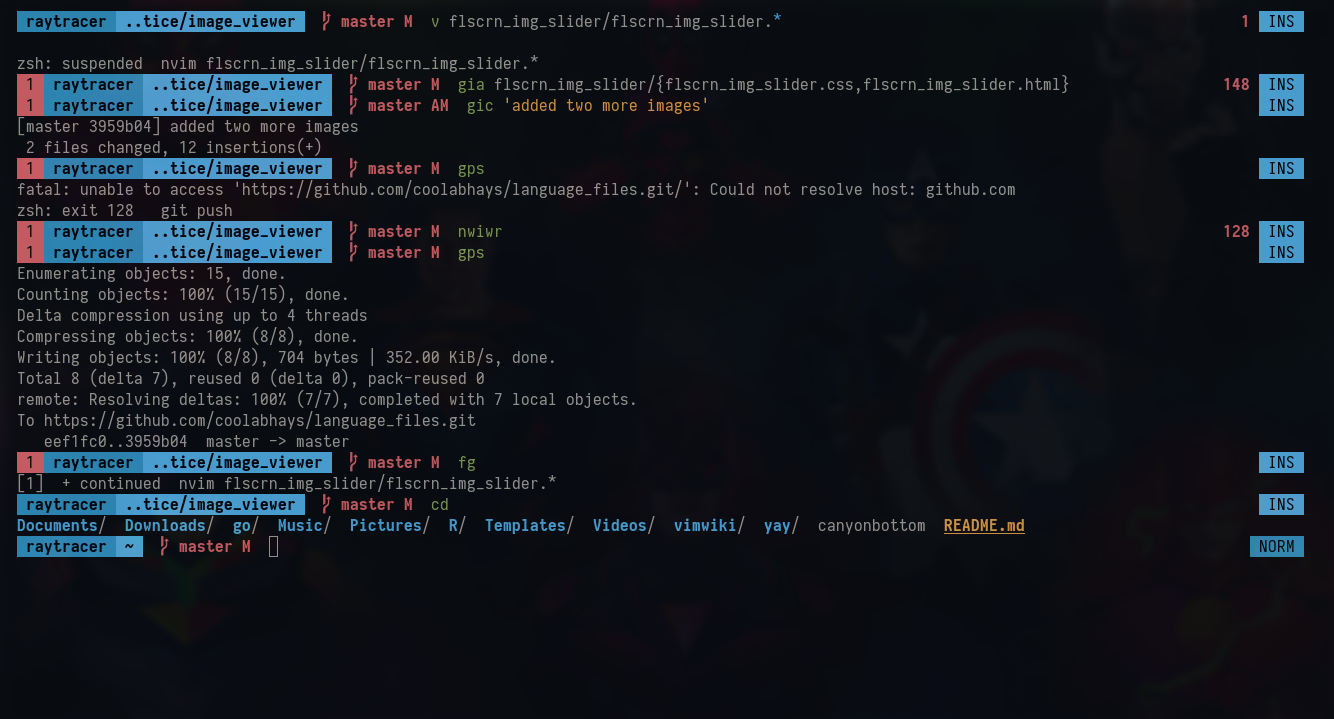 raytracer ..tice/image_viewer master M v flscrn_img_slider/flscrn_img_slider.* 1 INS
zsh: suspended nvim flscrn_img_slider/flscrn_img_slider.*
1 raytracer ..tice/image_viewer master M gia flscrn_img_slider/{flscrn_img_slider.css,flscrn_img_slider.html} 148 INS
1 raytracer ..tice/image_viewer master AM gic 'added two more images' INS
[master 3959b04] added two more images
2 files changed, 12 insertions(+)
1 raytracer ..tice/image_viewer master M gps INS
fatal: unable to access 'https://github.com/coolabhays/language_files.git/': Could not resolve host: github.com
zsh: exit 128 git push
1 raytracer ..tice/image_viewer master M nwiwr 128 INS
1 raytracer ..tice/image_viewer master M gps INS
Enumerating objects: 15, done.
Counting objects: 100% (15/15), done.
Delta compression using up to 4 threads
Compressing objects: 100% (8/8), done.
Writing objects: 100% (8/8), 704 bytes | 352.00 KiB/s, done.
Total 8 (delta 7), reused 0 (delta 0), pack-reused 0
remote: Resolving deltas: 100% (7/7), completed with 7 local objects.
To https://github.com/coolabhays/language_files.git
eef1fc0..3959b04 master -> master
1 raytracer ..tice/image_viewer master M fg INS
[1] + continued nvim flscrn_img_slider/flscrn_img_slider.*
raytracer ..tice/image_viewer master M cd INS
Documents/ Downloads/ go/ Music/ Pictures/ R/ Templates/ Videos/ vimwiki/ yay/ canyonbottom README.md
raytracer ~ master M NORM